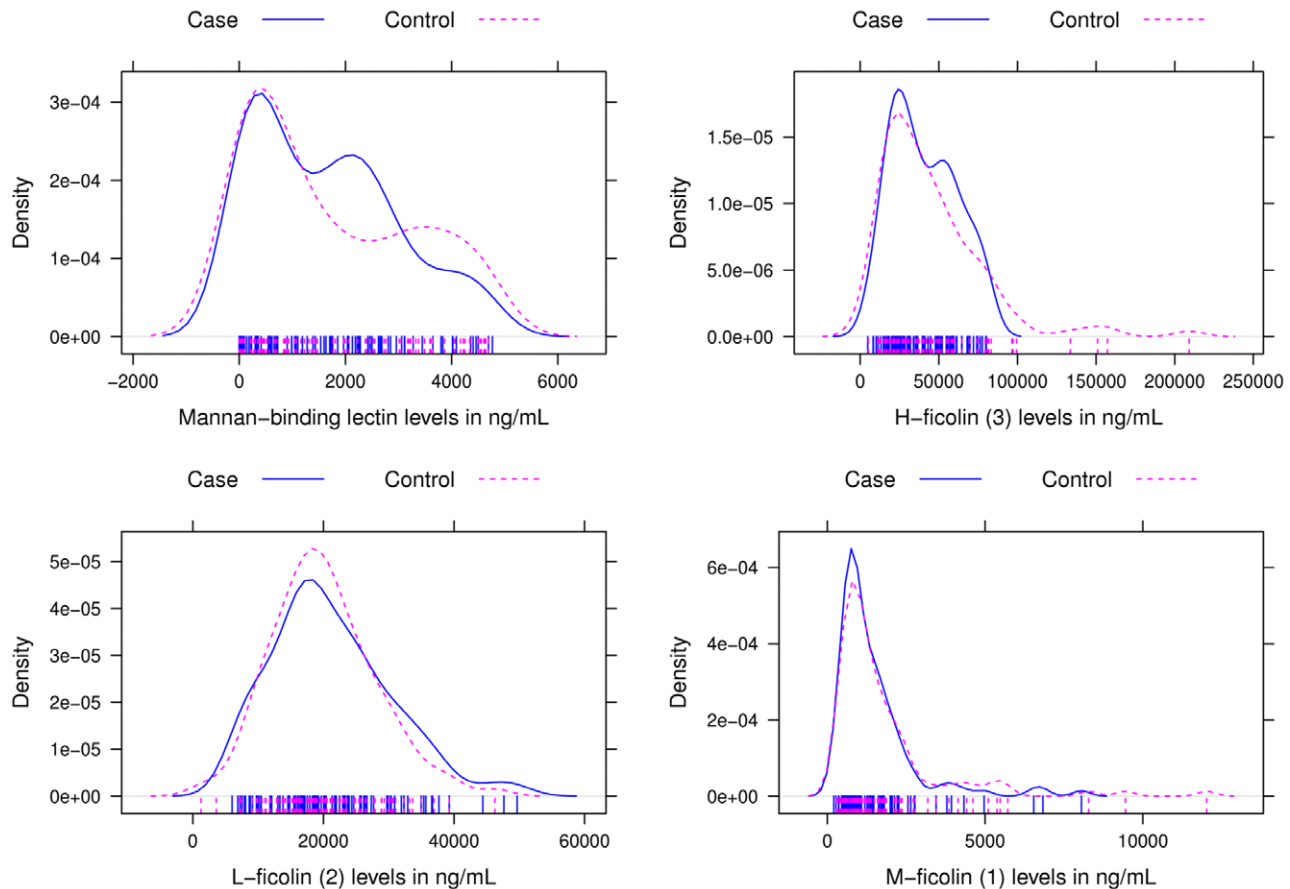 Case Control
3e−04
2e−04
1e−04
0e+00
Density
−2000 0 2000 4000 6000
Mannan−binding lectin levels in ng/mL
Case Control
1.5e−05
1.0e−05
5.0e−06
0.0e+00
Density
0 50000 100000 150000 200000 250000
H−ficolin (3) levels in ng/mL
Case Control
5e−05
4e−05
3e−05
2e−05
1e−05
0e+00
Density
0 20000 40000 60000
L−ficolin (2) levels in ng/mL
Case Control
6e−04
4e−04
2e−04
0e+00
Density
0 5000 10000
M−ficolin (1) levels in ng/mL